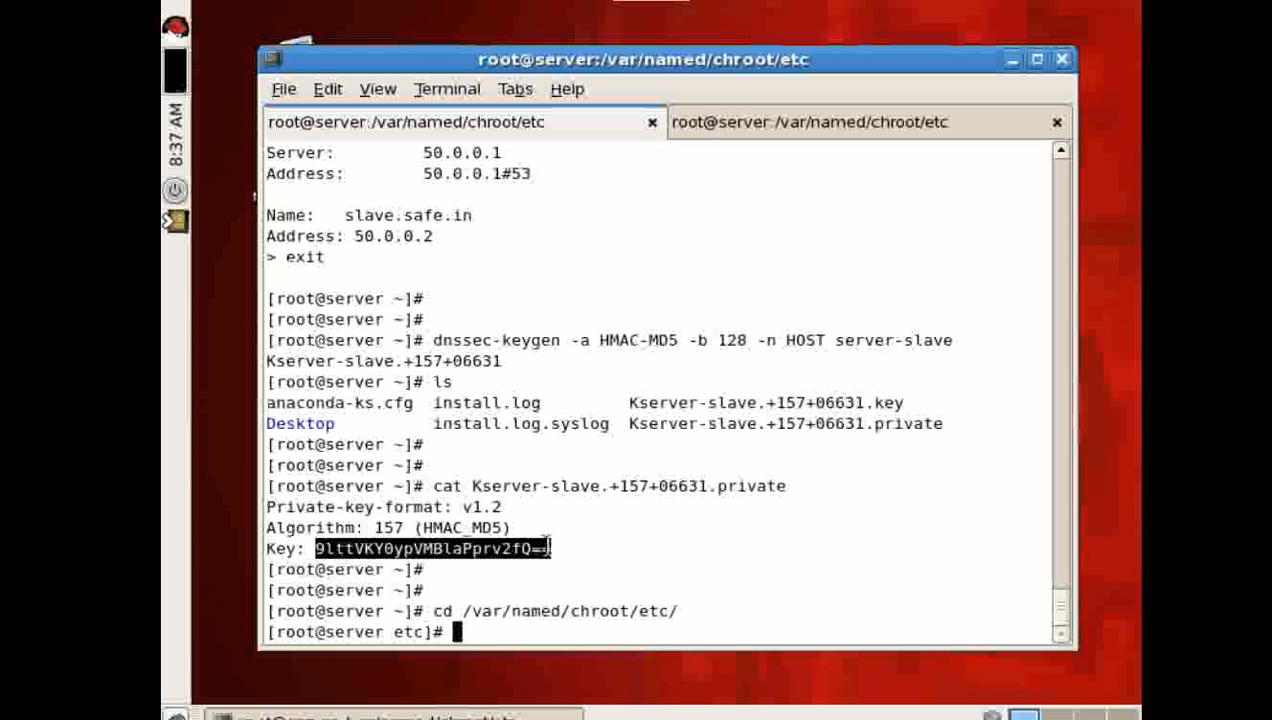 root@server:/var/named/chroot/etc
File Edit View Terminal Tabs Help
root@server:/var/named/chroot/etc root@server:/var/named/chroot/etc
8:37 AM
Server: 50.0.0.1
Address: 50.0.0.1#53
Name: slave.safe.in
Address: 50.0.0.2
> exit
[root@server ~]#
[root@server ~]#
[root@server ~]# dnssec-keygen -a HMAC-MD5 -b 128 -n HOST server-slave
Kserver-slave.+157+06631
[root@server ~]# ls
anaconda-ks.cfg install.log Kserver-slave.+157+06631.key
Desktop install.log.syslog Kserver-slave.+157+06631.private
[root@server ~]#
[root@server ~]#
[root@server ~]# cat Kserver-slave.+157+06631.private
Private-key-format: v1.2
Algorithm: 157 (HMAC_MD5)
Key: 9lttVKY0ypVMBlaPprv2fQ==
[root@server ~]#
[root@server ~]#
[root@server ~]# cd /var/named/chroot/etc/
[root@server etc]#